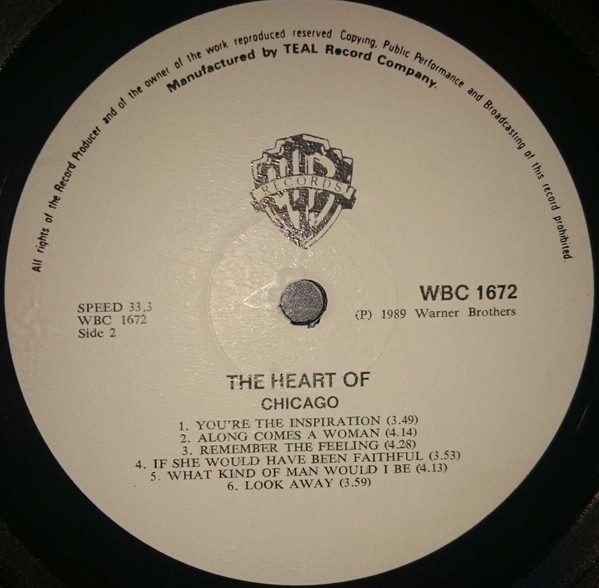 All rights of the Record Producer and of the owner of the work reproduced reserved. Copying, Public Performance and Broadcasting of this record prohibited.
Manufactured by TEAL Record Company.
RECORDS
WBC 1672
SPEED 33,3
WBC 1672
Side 2
(P) 1989 Warner Brothers
THE HEART OF
CHICAGO
1. YOU'RE THE INSPIRATION (3.49)
2. ALONG COMES A WOMAN (4.14)
3. REMEMBER THE FEELING (4.28)
4. IF SHE WOULD HAVE BEEN FAITHFUL (3.53)
5. WHAT KIND OF MAN WOULD I BE (4.13)
6. LOOK AWAY (3.59)